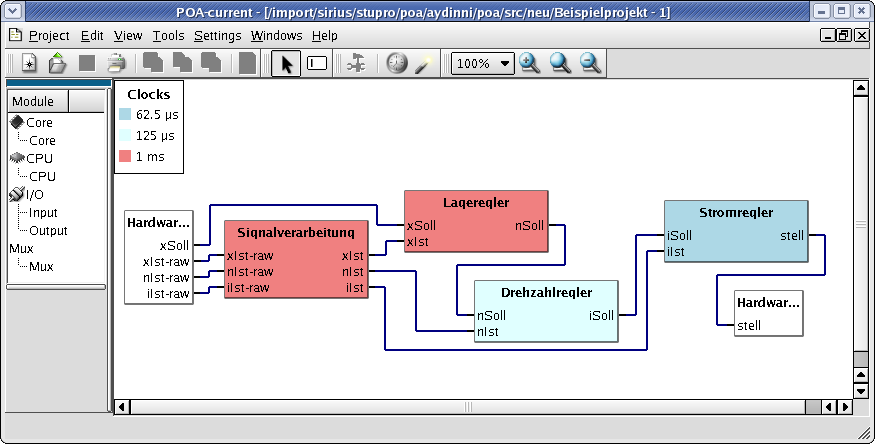 POA-current - [/import/sirius/stupro/poa/aydinni/poa/src/neu/Beispielprojekt - 1]
Project Edit View Tools Settings Windows Help
100%
Module
Core
Core
CPU
CPU
I/O
Input
Output
Mux
Mux
Clocks
62.5 µs
125 µs
1 ms
Hardwar...
xSoll
xIst-raw
nIst-raw
iIst-raw
Signalverarbeitung
xIst-raw xIst
nIst-raw nIst
iIst-raw iIst
Lageregler
xSoll nSoll
xIst
Drehzahlregler
nSoll iSoll
nIst
Stromregler
iSoll stell
iIst
Hardwar...
stell